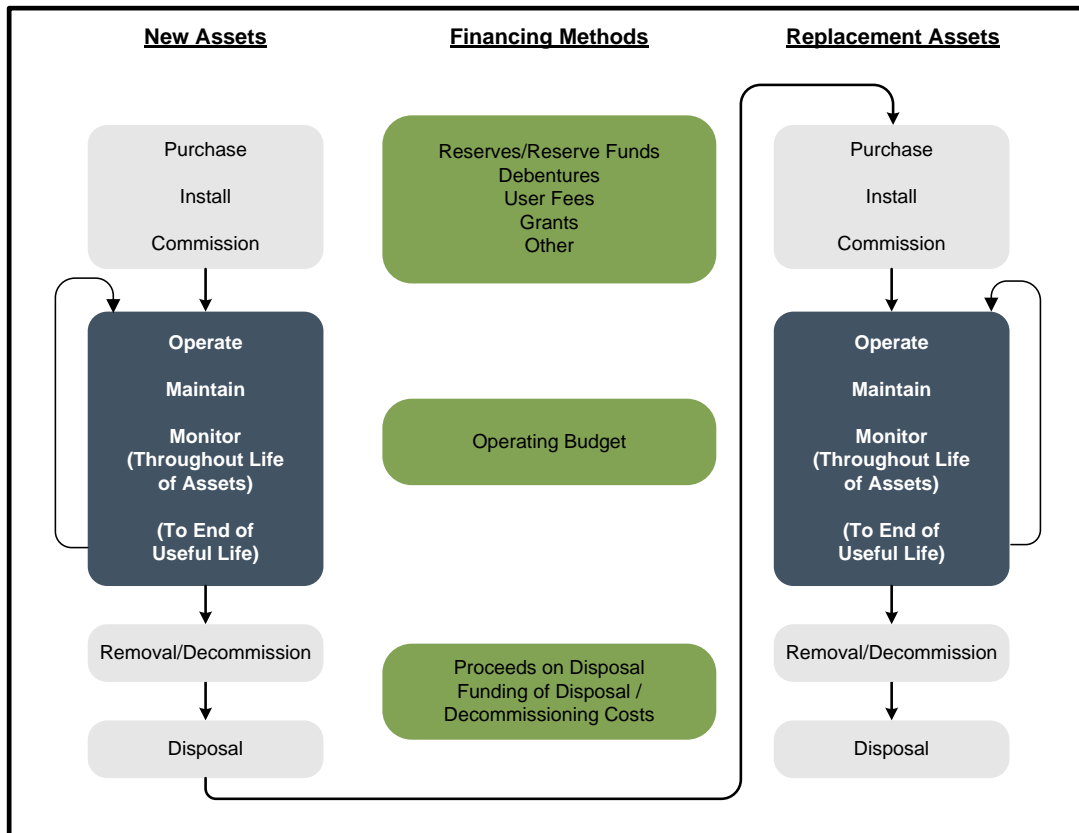 New Assets
Financing Methods
Replacement Assets
Purchase
Install
Commission
Operate
Maintain
Monitor
(Throughout Life
of Assets)
(To End of
Useful Life)
Removal/Decommission
Disposal
Reserves/Reserve Funds
Debentures
User Fees
Grants
Other
Operating Budget
Proceeds on Disposal
Funding of Disposal /
Decommissioning Costs
Purchase
Install
Commission
Operate
Maintain
Monitor
(Throughout Life
of Assets)
(To End of
Useful Life)
Removal/Decommission
Disposal